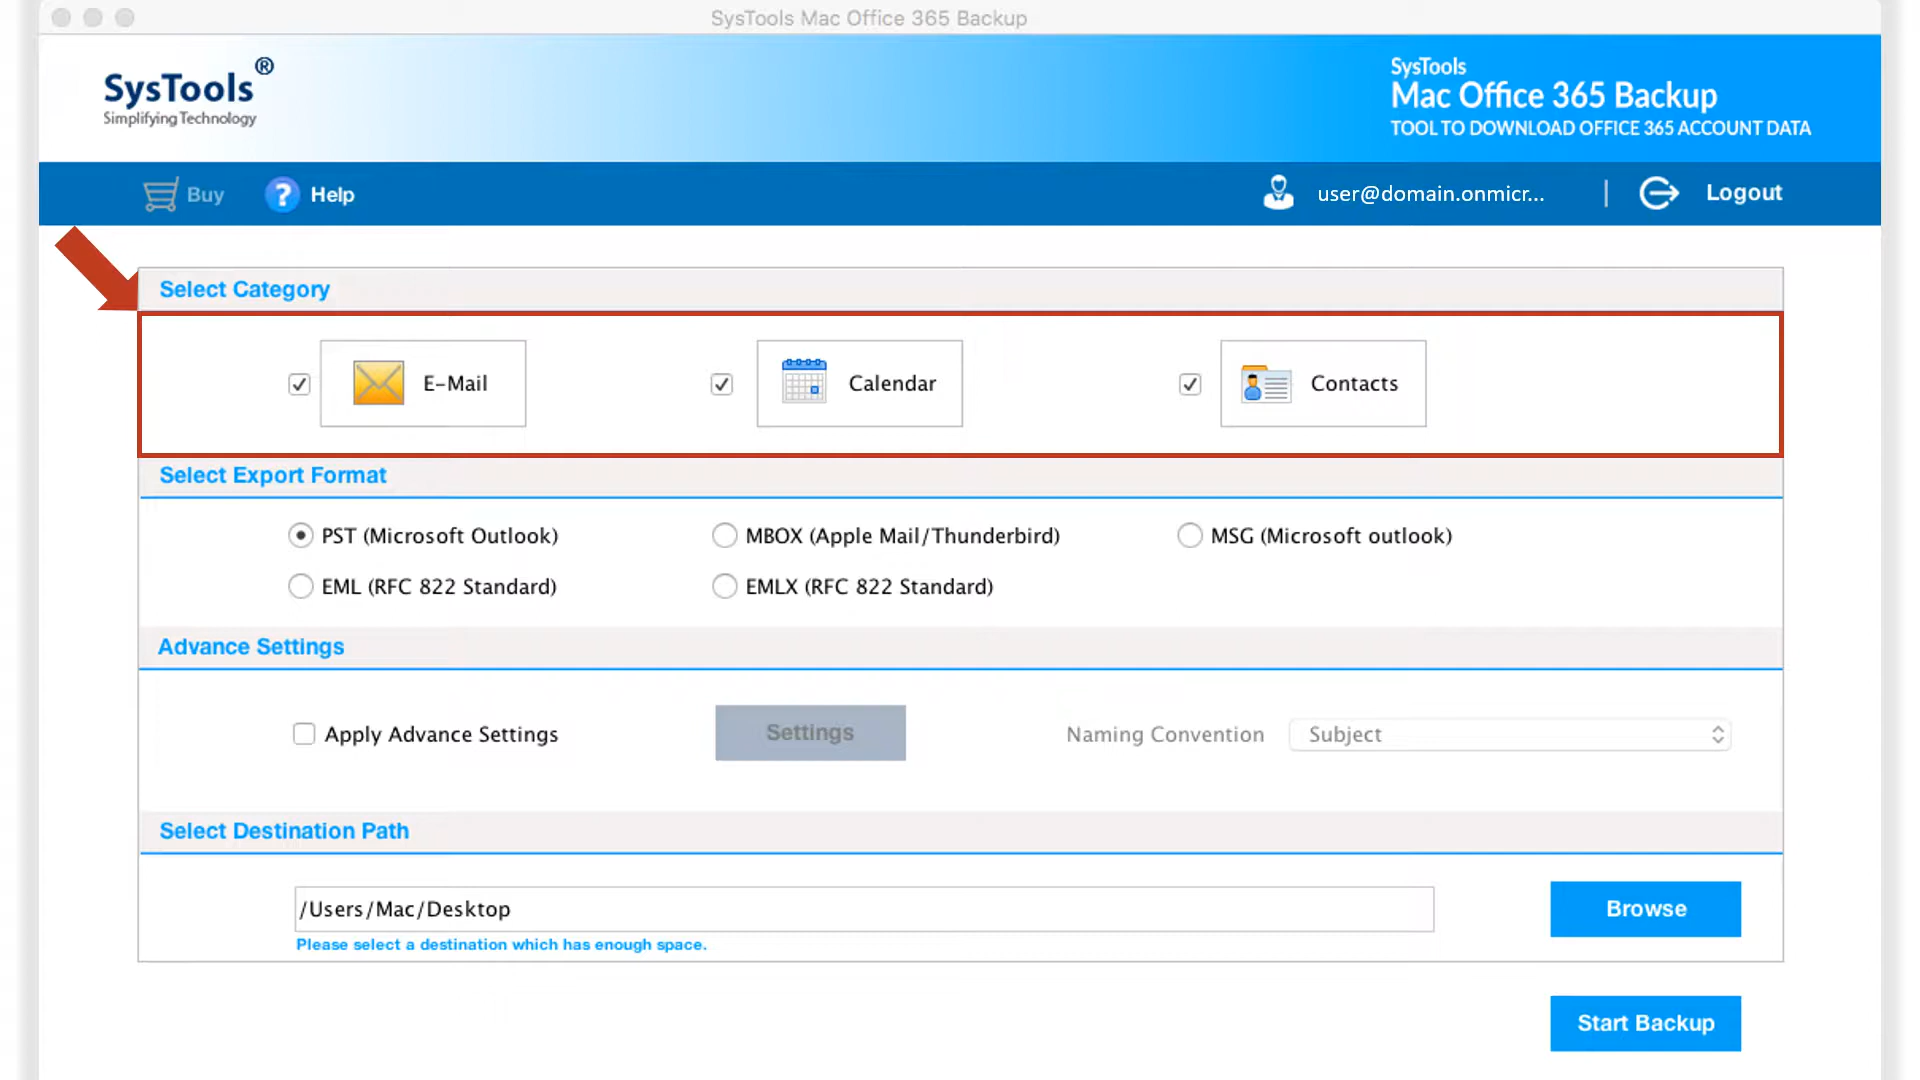 SysTools Mac Office 365 Backup
SysTools®
Simplifying Technology
SysTools
Mac Office 365 Backup
TOOL TO DOWNLOAD OFFICE 365 ACCOUNT DATA
Buy ? Help user@domain.onmicr... | Logout
Select Category
E-Mail Calendar Contacts
Select Export Format
PST (Microsoft Outlook) MBOX (Apple Mail/Thunderbird) MSG (Microsoft outlook)
EML (RFC 822 Standard) EMLX (RFC 822 Standard)
Advance Settings
Apply Advance Settings Settings Naming Convention Subject
Select Destination Path
/Users/Mac/Desktop Browse
Please select a destination which has enough space.
Start Backup